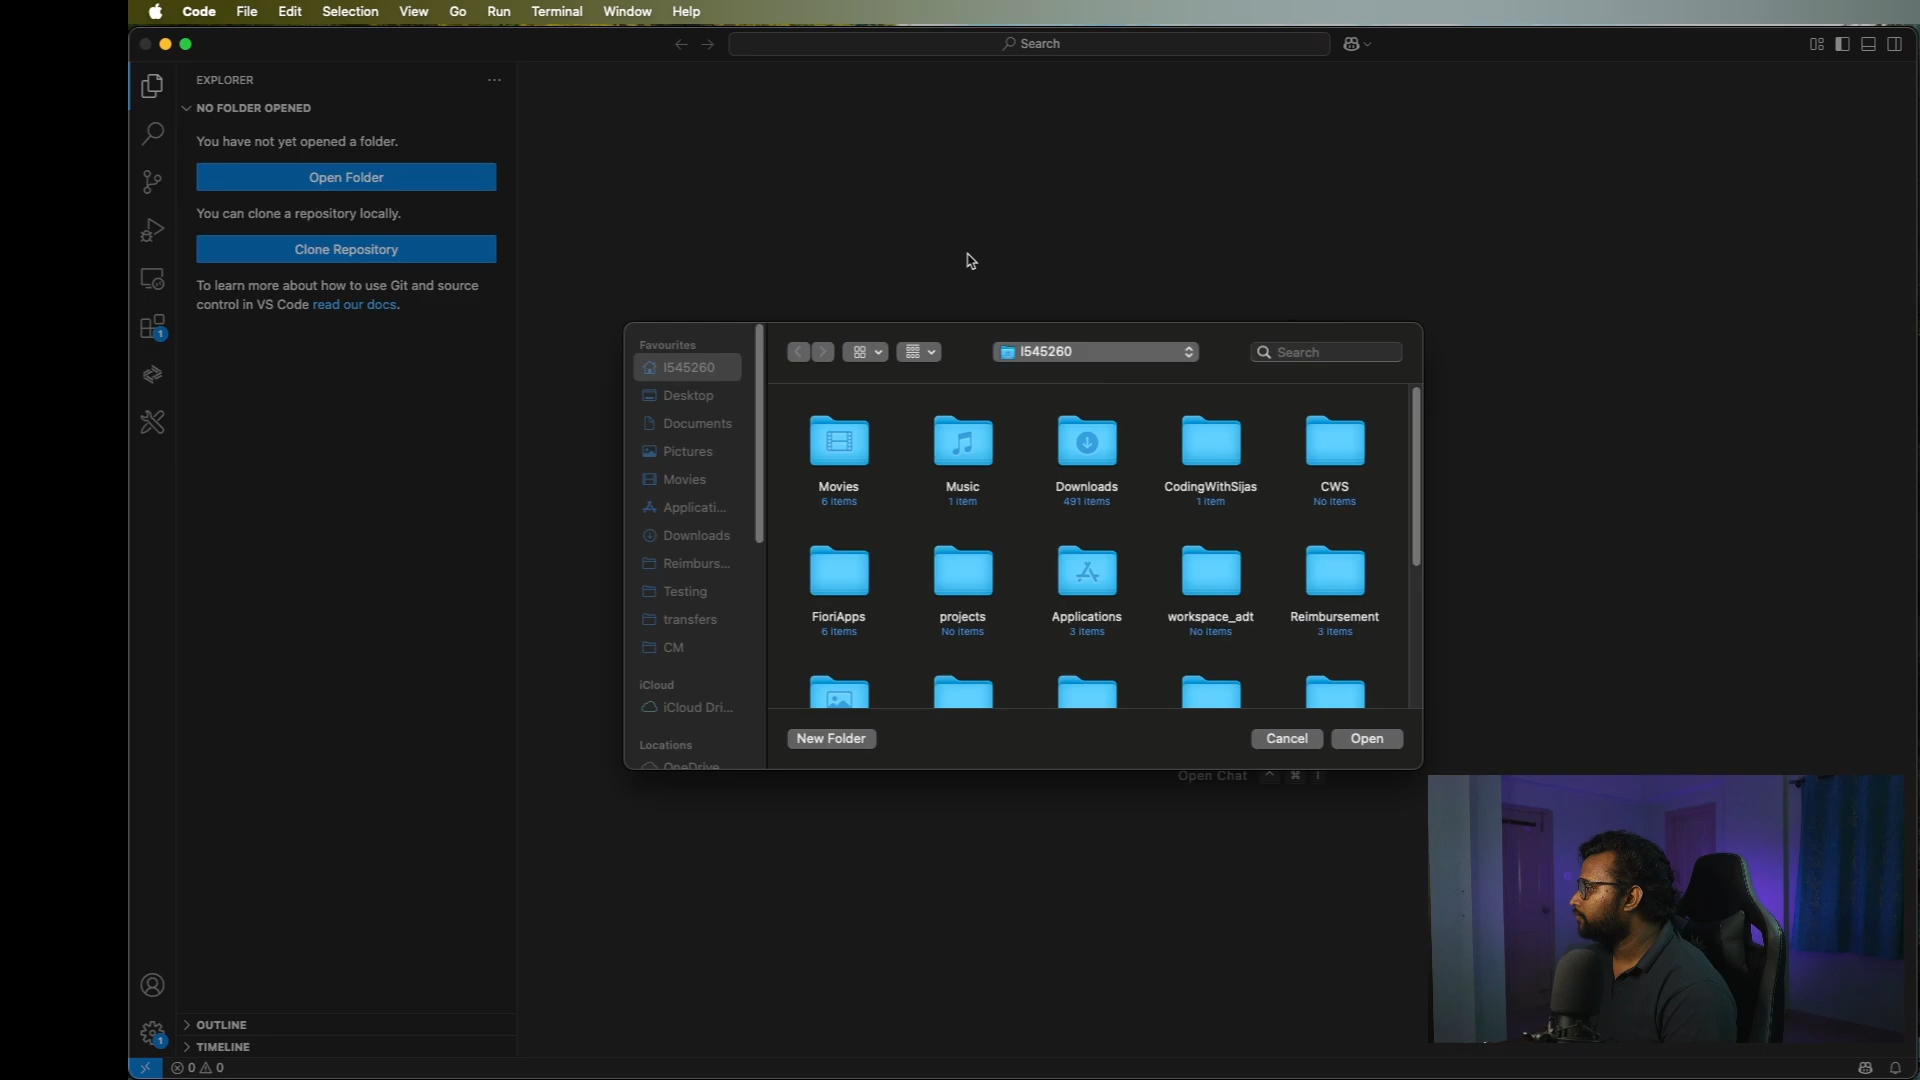 Code File Edit Selection View Go Run Terminal Window Help
Search
EXPLORER
NO FOLDER OPENED
You have not yet opened a folder.
Open Folder
You can clone a repository locally.
Clone Repository
To learn more about how to use Git and source
control in VS Code read our docs.
1
Favourites
I545260
Desktop
Documents
Pictures
Movies
Applicati...
Downloads
Reimburs...
Testing
transfers
CM
iCloud
iCloud Dri...
Locations
OneDrive
I545260
Search
Movies Music Downloads CodingWithSijas CWS
6 items 1 item 491 items 1 item No items
FioriApps projects Applications workspace_adt Reimbursement
6 items No items 3 items No items 3 items
New Folder Cancel Open
Open Chat ^ ⌘ I
OUTLINE
1
TIMELINE
0 0